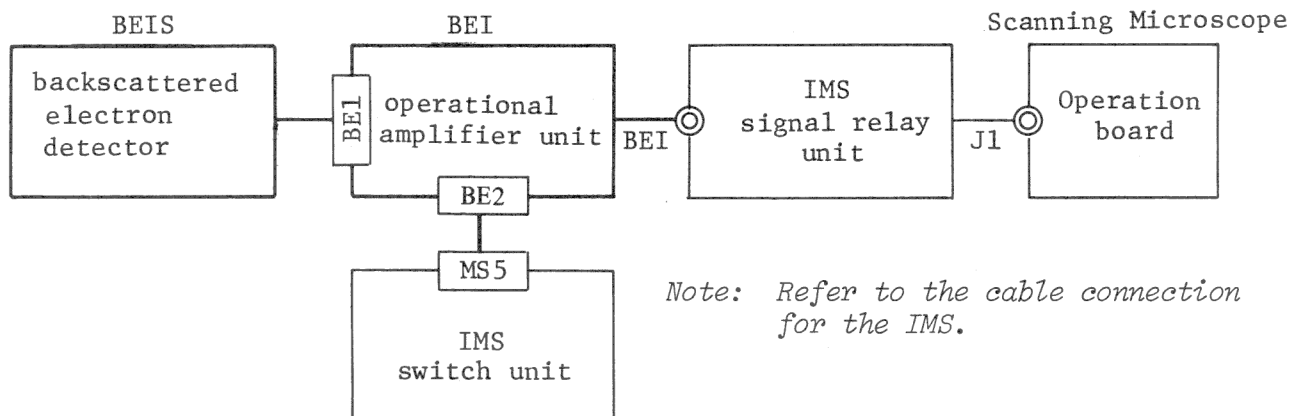 BEIS
backscattered
electron
detector
BEI
BE1
operational
amplifier unit
BE2
BEI
IMS
signal relay
unit
J1
Scanning Microscope
Operation
board
MS5
IMS
switch unit
Note: Refer to the cable connection
for the IMS.